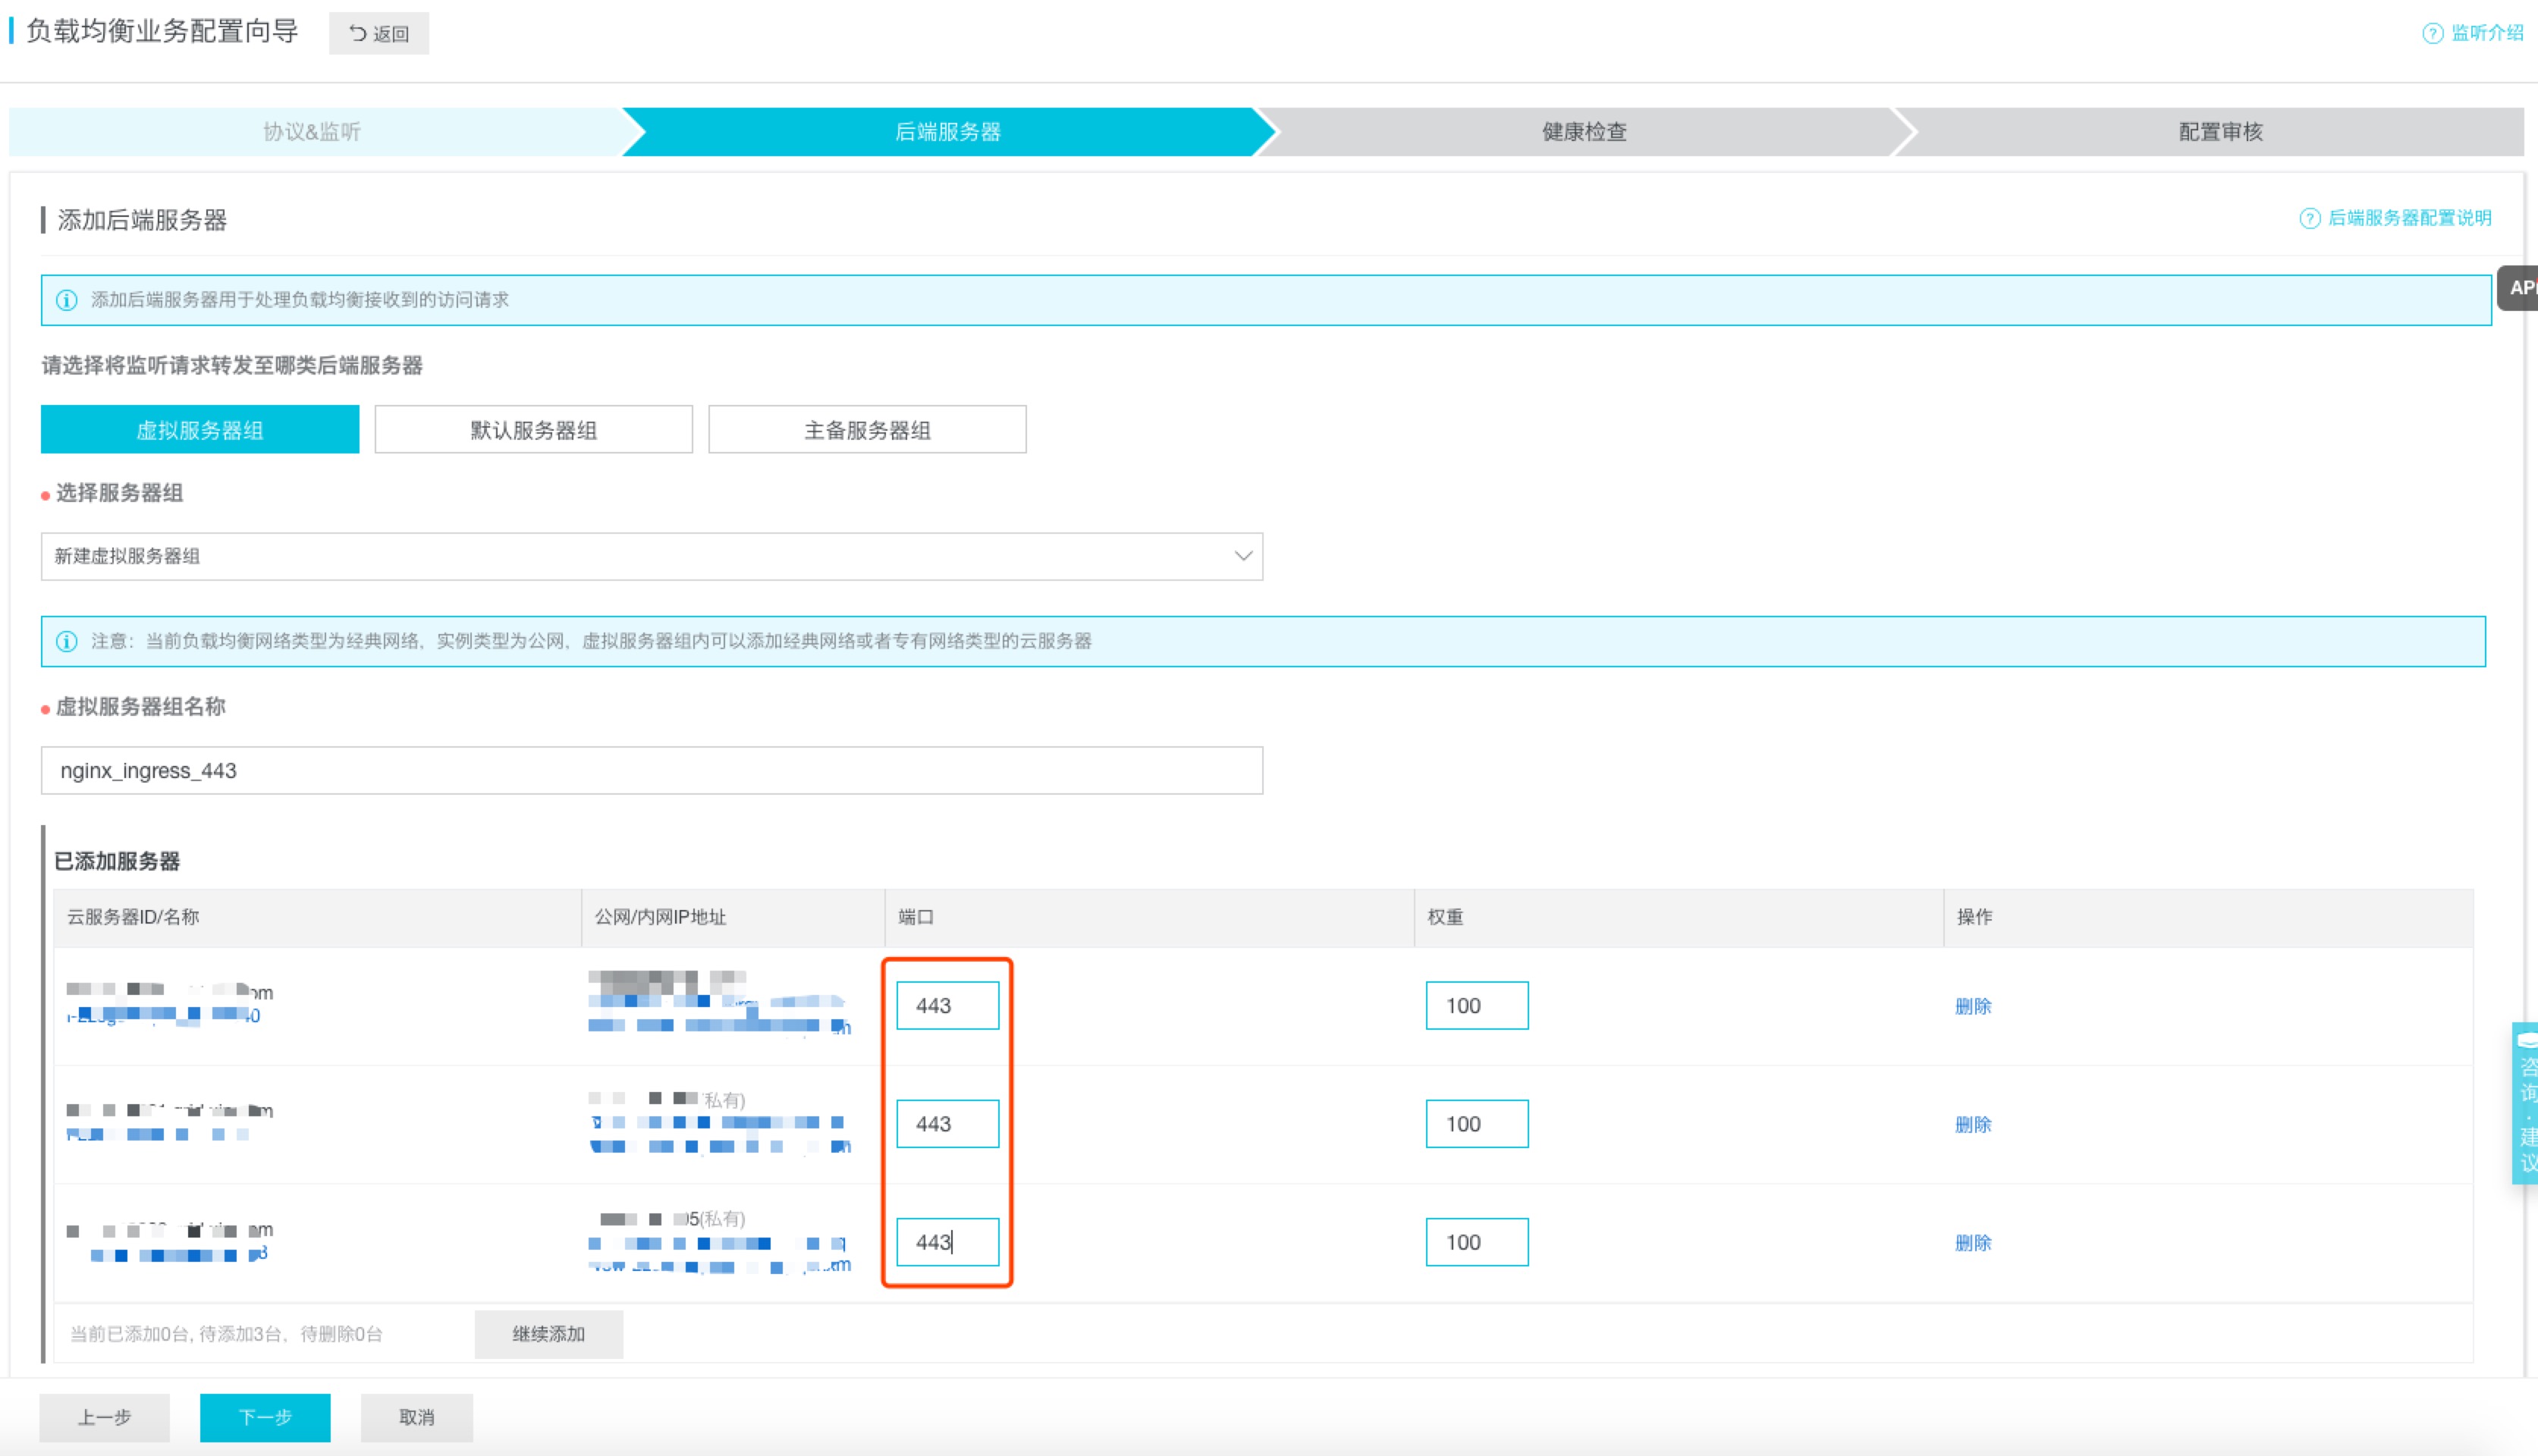 负载均衡业务配置向导
返回
监听介绍
协议&监听
后端服务器
健康检查
配置审核
添加后端服务器
后端服务器配置说明
添加后端服务器用于处理负载均衡接收到的访问请求
请选择将监听请求转发至哪类后端服务器
虚拟服务器组
默认服务器组
主备服务器组
选择服务器组
新建虚拟服务器组
注意：当前负载均衡网络类型为经典网络，实例类型为公网，虚拟服务器组内可以添加经典网络或者专有网络类型的云服务器
虚拟服务器组名称
nginx_ingress_443
已添加服务器
云服务器ID/名称
公网/内网IP地址
端口
权重
操作
443
100
删除
(私有)
443
100
删除
(私有)
443
100
删除
当前已添加0台, 待添加3台，待删除0台
继续添加
咨询·建议
上一步
下一步
取消